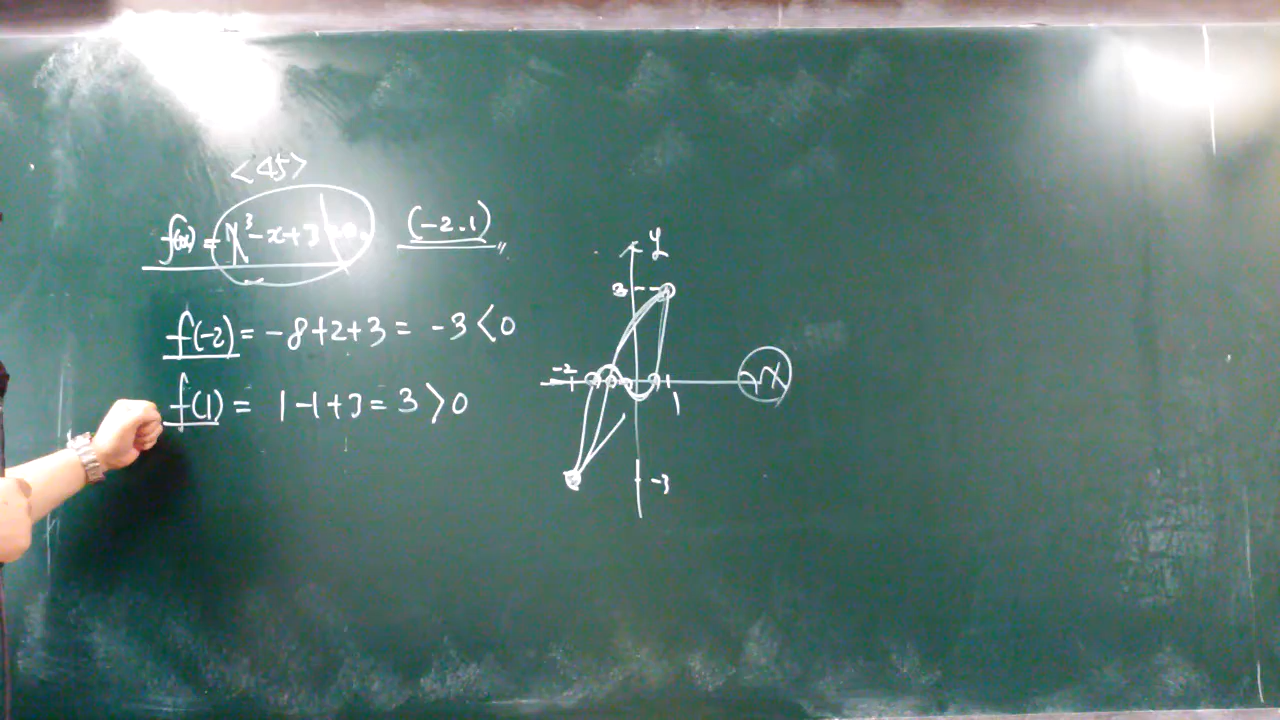 <45>
f(x) = x³-x+3 (-2.1)
f(-2) = -8+2+3 = -3<0
f(1) = 1-1+3 = 3>0
y
3
-2
1
x
-3